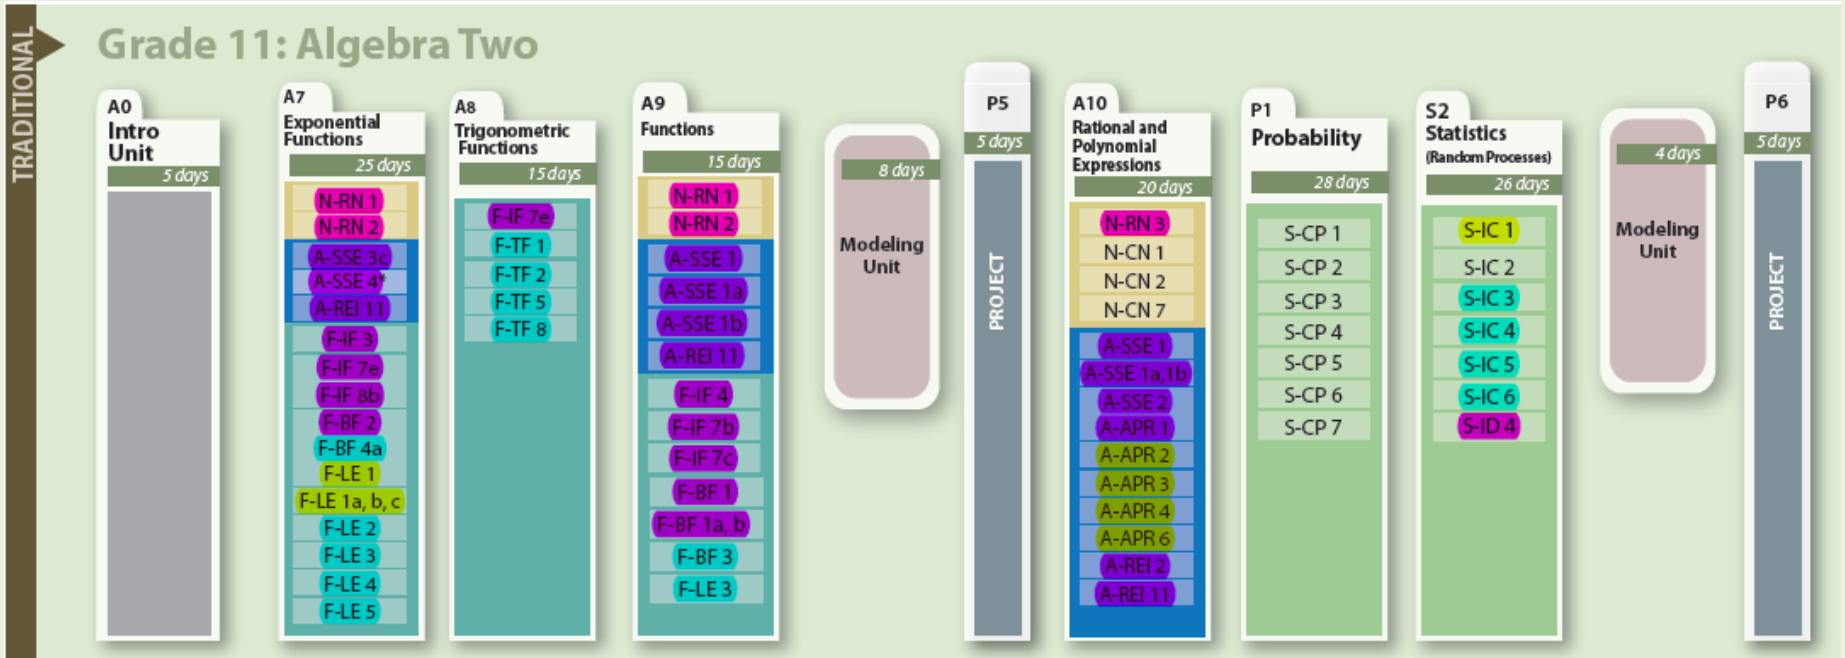 TRADITIONAL
Grade 11: Algebra Two
A0
Intro
Unit
5 days
A7
Exponential
Functions
25 days
N-RN 1
N-RN 2
A-SSE 3c
A-SSE 4*
A-REI 11
F-IF 3
F-IF 7e
F-IF 8b
F-BF 2
F-BF 4a
F-LE 1
F-LE 1a, b, c
F-LE 2
F-LE 3
F-LE 4
F-LE 5
A8
Trigonometric
Functions
15 days
F-IF 7e
F-TF 1
F-TF 2
F-TF 5
F-TF 8
A9
Functions
15 days
N-RN 1
N-RN 2
A-SSE 1
A-SSE 1a
A-SSE 1b
A-REI 11
F-IF 4
F-IF 7b
F-IF 7c
F-BF 1
F-BF 1a, b
F-BF 3
F-LE 3
8 days
Modeling
Unit
P5
5 days
PROJECT
A10
Rational and
Polynomial
Expressions
20 days
N-RN 3
N-CN 1
N-CN 2
N-CN 7
A-SSE 1
A-SSE 1a,1b
A-SSE 2
A-APR 1
A-APR 2
A-APR 3
A-APR 4
A-APR 6
A-REI 2
A-REI 11
P1
Probability
28 days
S-CP 1
S-CP 2
S-CP 3
S-CP 4
S-CP 5
S-CP 6
S-CP 7
S2
Statistics
(Random Processes)
26 days
S-IC 1
S-IC 2
S-IC 3
S-IC 4
S-IC 5
S-IC 6
S-ID 4
4 days
Modeling
Unit
P6
5 days
PROJECT